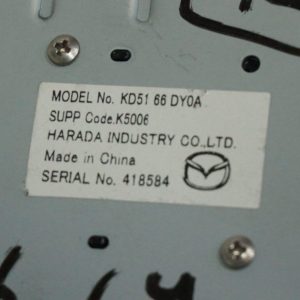 MODEL No. KD51 66 DY0A
SUPP Code.K5006
HARADA INDUSTRY CO.,LTD.
Made in China
SERIAL No. 418584